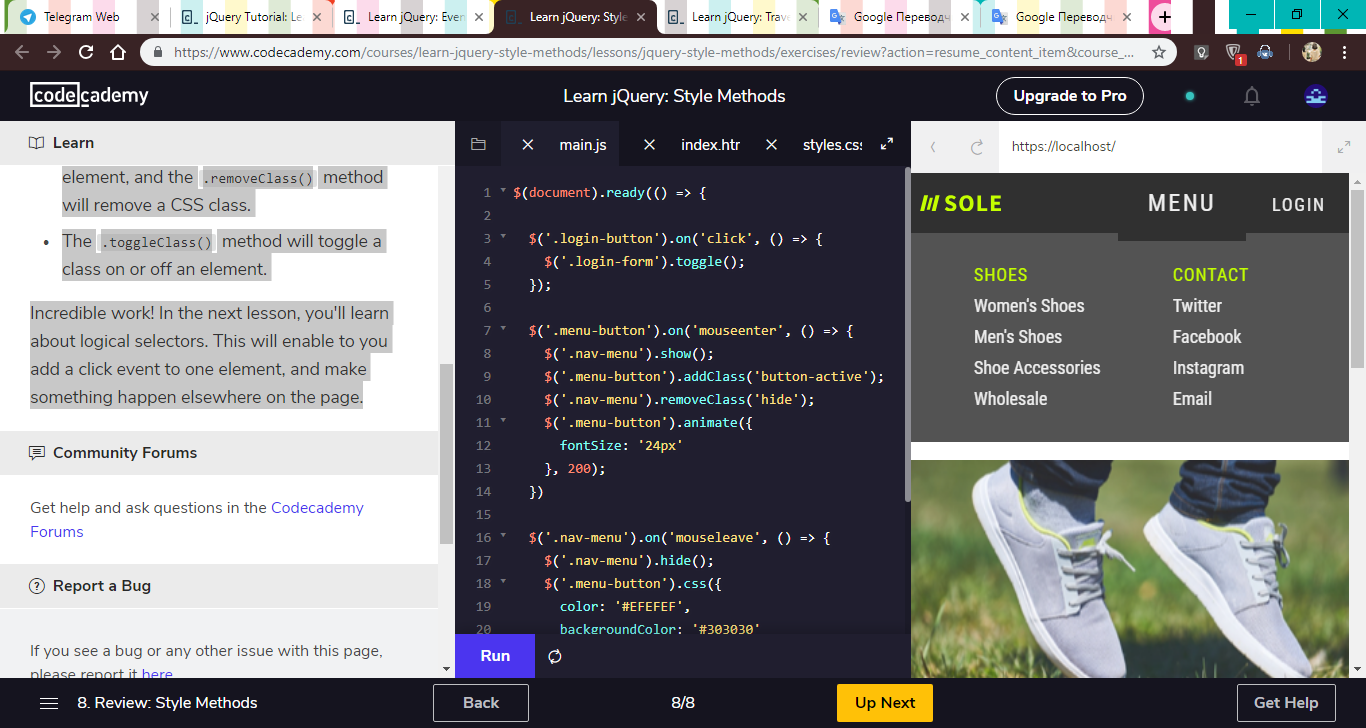 Telegram Web
jQuery Tutorial: Le
Learn jQuery: Ever
Learn jQuery: Style
Learn jQuery: Trav
Google Переводч
Google Переводч
https://www.codecademy.com/courses/learn-jquery-style-methods/lessons/jquery-style-methods/exercises/review?action=resume_content_item&course_...
1
codecademy
Learn jQuery: Style Methods
Upgrade to Pro
Learn
element, and the .removeClass() method
will remove a CSS class.
• The .toggleClass() method will toggle a
class on or off an element.
Incredible work! In the next lesson, you'll learn
about logical selectors. This will enable to you
add a click event to one element, and make
something happen elsewhere on the page.
Community Forums
Get help and ask questions in the Codecademy
Forums
Report a Bug
If you see a bug or any other issue with this page,
please report it here
main.js
index.htr
styles.css
1 $(document).ready(() => {
2
3 $('.login-button').on('click', () => {
4 $('.login-form').toggle();
5 });
6
7 $('.menu-button').on('mouseenter', () => {
8 $('.nav-menu').show();
9 $('.menu-button').addClass('button-active');
10 $('.nav-menu').removeClass('hide');
11 $('.menu-button').animate({
12 fontSize: '24px'
13 }, 200);
14 })
15
16 $('.nav-menu').on('mouseleave', () => {
17 $('.nav-menu').hide();
18 $('.menu-button').css({
19 color: '#EFEFEF',
20 backgroundColor: '#303030'
Run
https://localhost/
SOLE
MENU
LOGIN
SHOES
Women's Shoes
Men's Shoes
Shoe Accessories
Wholesale
CONTACT
Twitter
Facebook
Instagram
Email
8. Review: Style Methods
Back
8/8
Up Next
Get Help